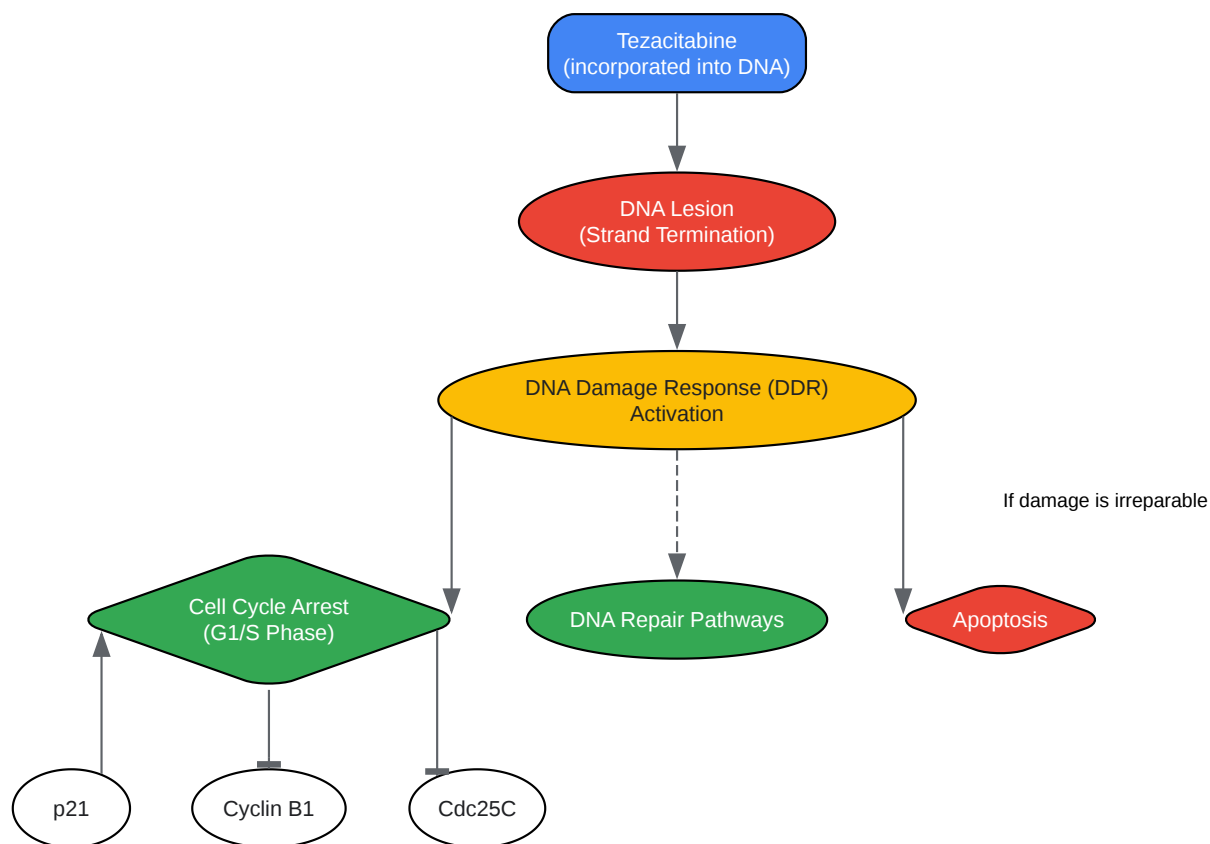 Tezacitabine
(incorporated into DNA)
DNA Lesion
(Strand Termination)
DNA Damage Response (DDR)
Activation
If damage is irreparable
Cell Cycle Arrest
(G1/S Phase)
DNA Repair Pathways
Apoptosis
p21
Cyclin B1
Cdc25C